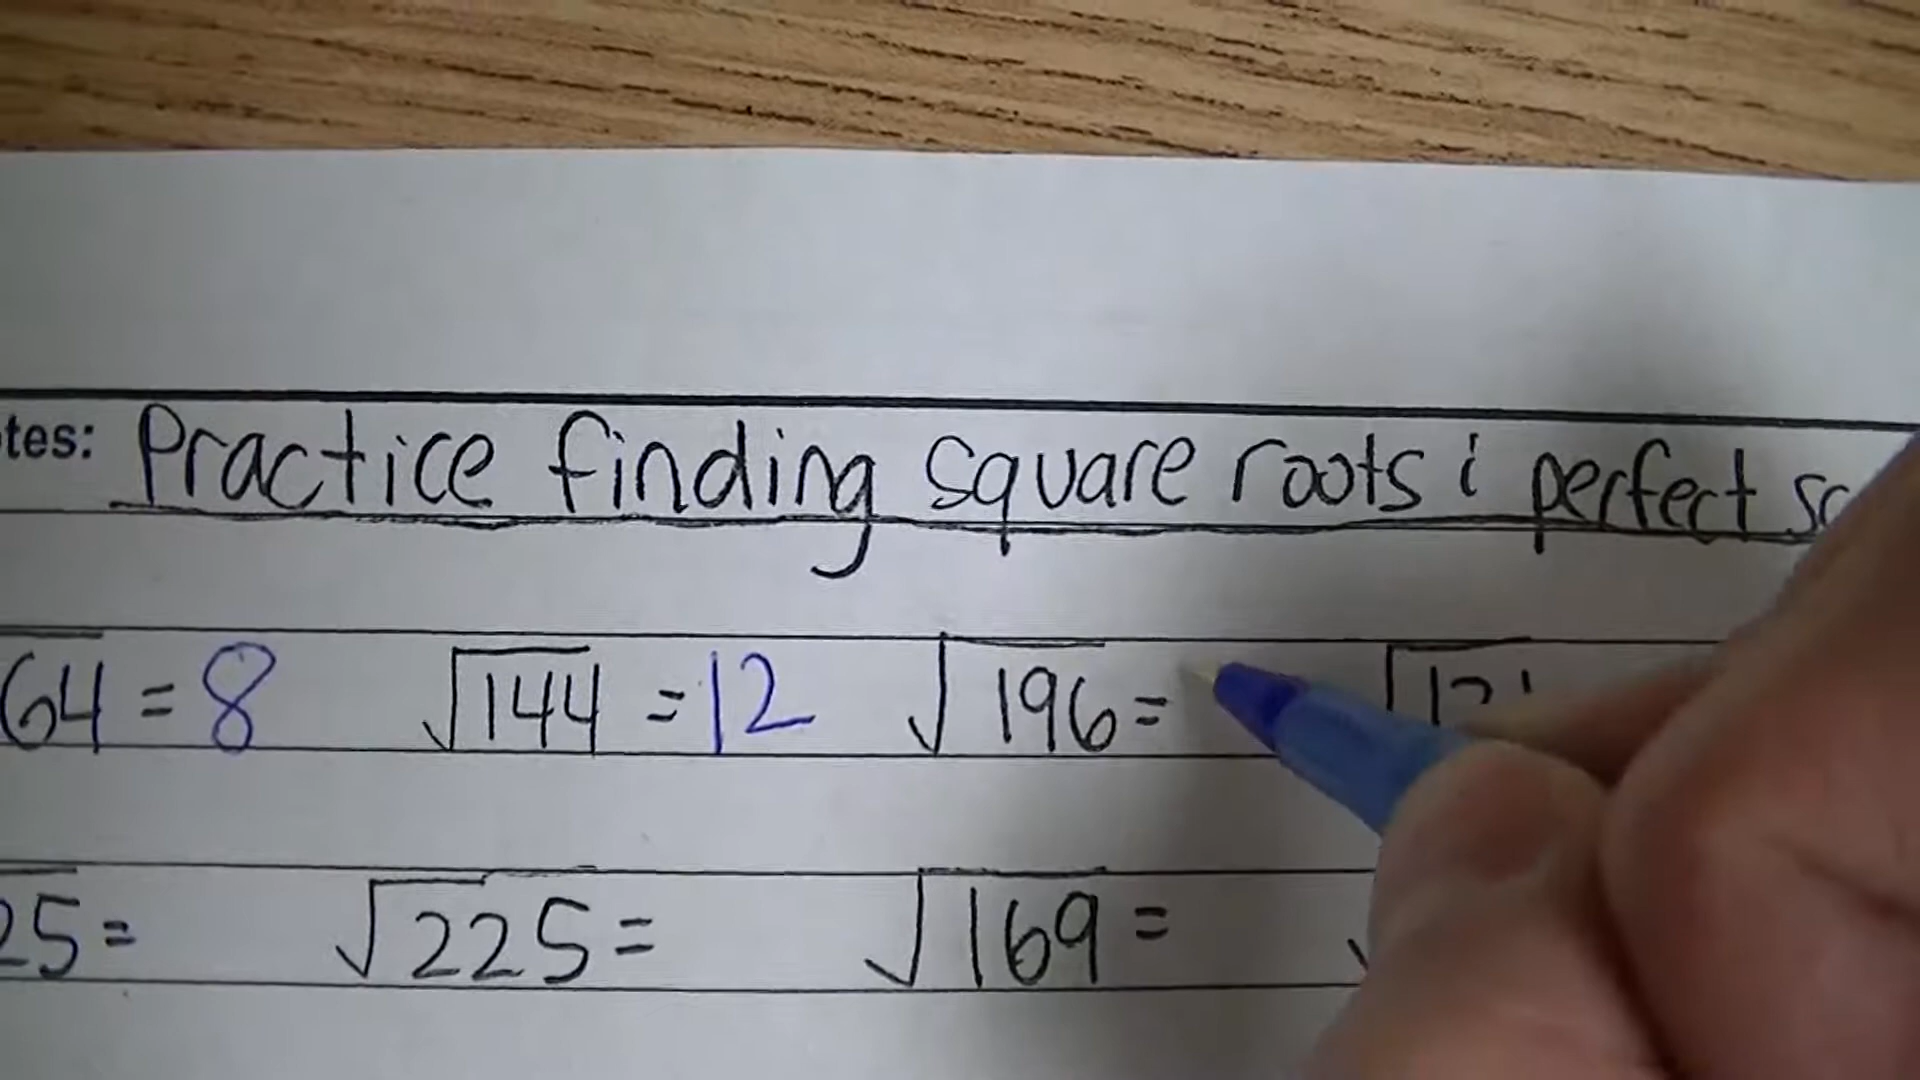 tes: Practice finding square roots & perfect
64 = 8 √144 = 12 √196 =
25 = √225 = √169 =